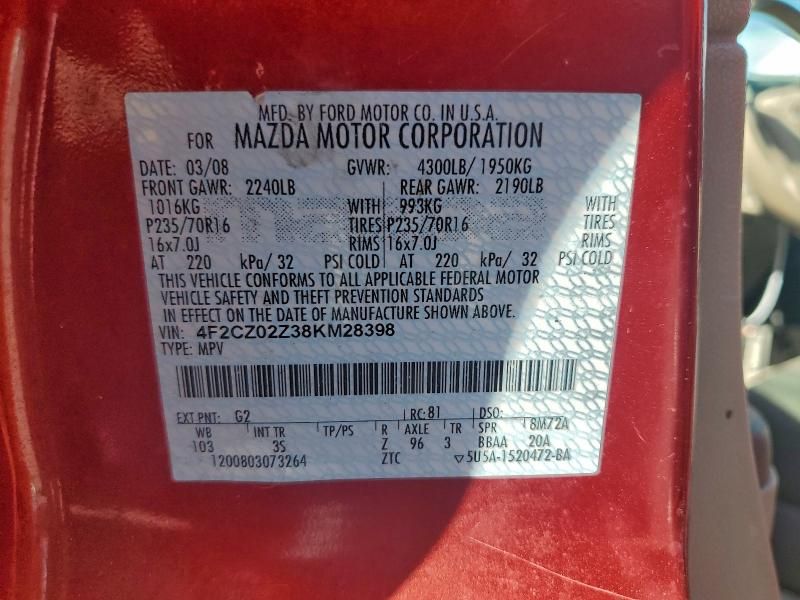 MFD. BY FORD MOTOR CO. IN U.S.A.
FOR MAZDA MOTOR CORPORATION
DATE: 03/08 GVWR: 4300LB/ 1950KG
FRONT GAWR: 2240LB REAR GAWR: 2190LB
1016KG WITH 993KG WITH
P235/70R16 TIRES P235/70R16 TIRES
16x7.0J RIMS 16x7.0J RIMS
AT 220 kPa/ 32 PSI COLD AT 220 kPa/ 32 PSI COLD
THIS VEHICLE CONFORMS TO ALL APPLICABLE FEDERAL MOTOR
VEHICLE SAFETY AND THEFT PREVENTION STANDARDS
IN EFFECT ON THE DATE OF MANUFACTURE SHOWN ABOVE.
VIN: 4F2CZ02Z38KM28398
TYPE: MPV
EXT PNT: G2 RC: 81 DSO:
WB INT TR TP/PS R AXLE TR SPR 8M72A
103 3S Z 96 3 BBAA 20A
1200803073264 ZTC ▽5U5A-1520472-BA